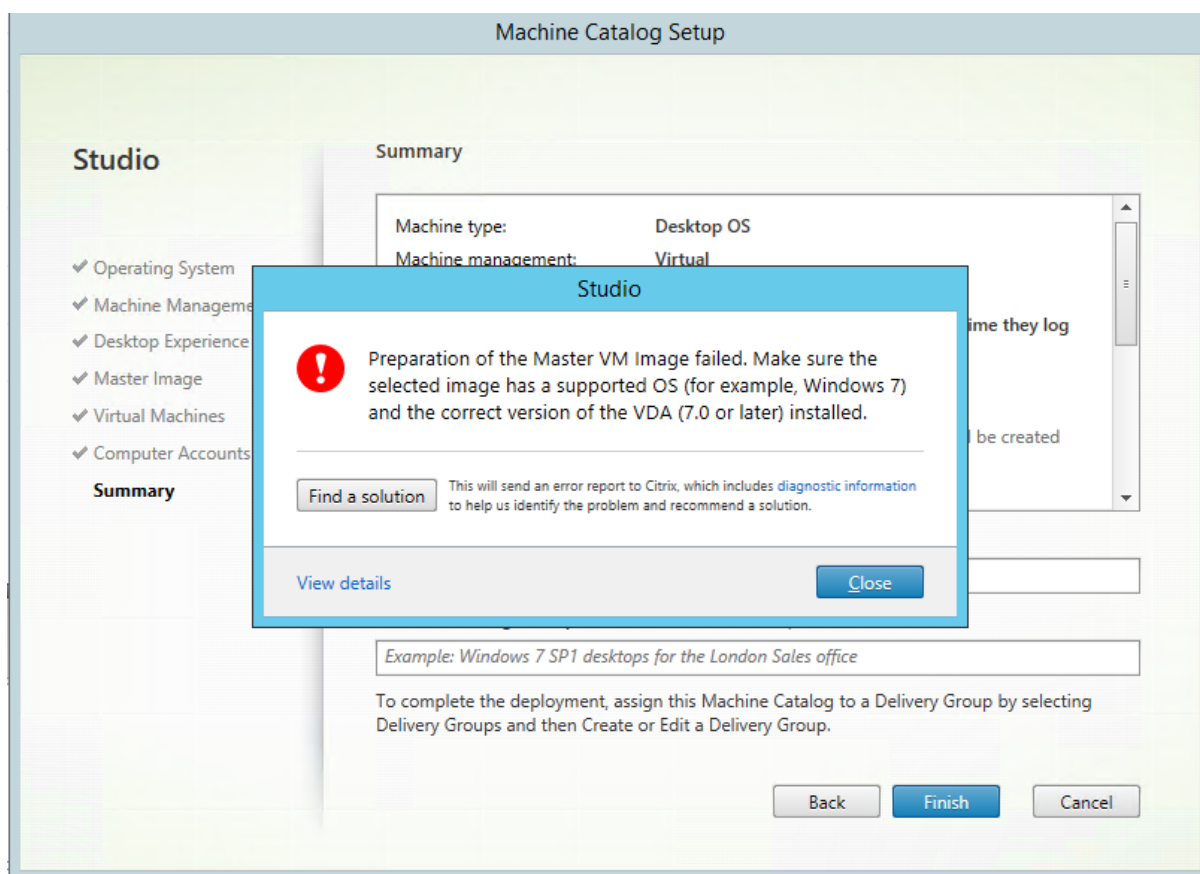 Machine Catalog Setup
Studio
Operating System
Machine Manageme
Desktop Experience
Master Image
Virtual Machines
Computer Accounts
Summary
Summary
Machine type: Desktop OS
Machine management: Virtual
ime they log
l be created
Studio
Preparation of the Master VM Image failed. Make sure the
selected image has a supported OS (for example, Windows 7)
and the correct version of the VDA (7.0 or later) installed.
Find a solution
This will send an error report to Citrix, which includes diagnostic information
to help us identify the problem and recommend a solution.
View details
Close
Example: Windows 7 SP1 desktops for the London Sales office
To complete the deployment, assign this Machine Catalog to a Delivery Group by selecting
Delivery Groups and then Create or Edit a Delivery Group.
Back
Finish
Cancel